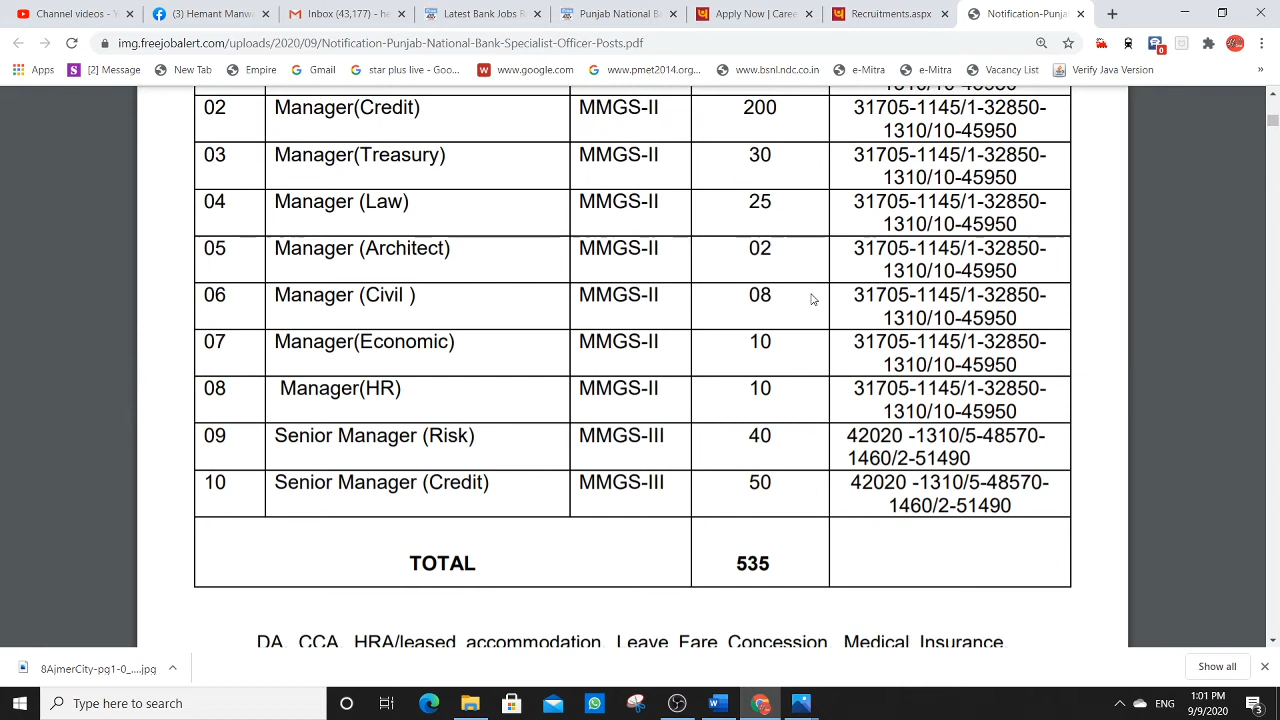 Channel videos - Y
(3) Hemant Manw
Inbox (43,177) - he
Latest Bank Jobs R
Punjab National B
Apply Now | Caree
Recruitments.aspx
Notification-Punja
img.freejobalert.com/uploads/2020/09/Notification-Punjab-National-Bank-Specialist-Officer-Posts.pdf
0
Apps
S [2] Message
New Tab
Empire
Gmail
star plus live - Goo...
www.google.com
www.pmet2014.org...
www.bsnl.ndc.co.in
e-Mitra
e-Mitra
Vacancy List
Verify Java Version
»
1310/10-45950
02 Manager(Credit) MMGS-II 200 31705-1145/1-32850-
1310/10-45950
03 Manager(Treasury) MMGS-II 30 31705-1145/1-32850-
1310/10-45950
04 Manager (Law) MMGS-II 25 31705-1145/1-32850-
1310/10-45950
05 Manager (Architect) MMGS-II 02 31705-1145/1-32850-
1310/10-45950
06 Manager (Civil ) MMGS-II 08 31705-1145/1-32850-
1310/10-45950
07 Manager(Economic) MMGS-II 10 31705-1145/1-32850-
1310/10-45950
08 Manager(HR) MMGS-II 10 31705-1145/1-32850-
1310/10-45950
09 Senior Manager (Risk) MMGS-III 40 42020 -1310/5-48570-
1460/2-51490
10 Senior Manager (Credit) MMGS-III 50 42020 -1310/5-48570-
1460/2-51490
TOTAL 535
DA, CCA, HRA/leased accommodation, Leave Fare Concession, Medical Insurance,
8AjmerCity-pg1-0_....jpg
Show all
Type here to search
ENG
1:01 PM
9/9/2020
3